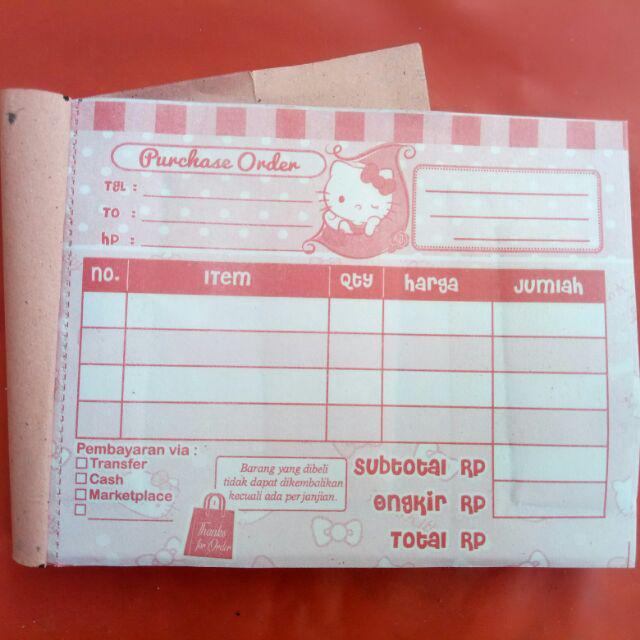 Purchase Order
TGL :
TO :
HP :
NO. ITEM QTY HARGA JUMLAH
Pembayaran via :
Transfer
Cash
Marketplace
Barang yang dibeli
tidak dapat dikembalikan
kecuali ada perjanjian.
Thanks
for Order
SUBTOTAL RP
ONGKIR RP
TOTAL RP